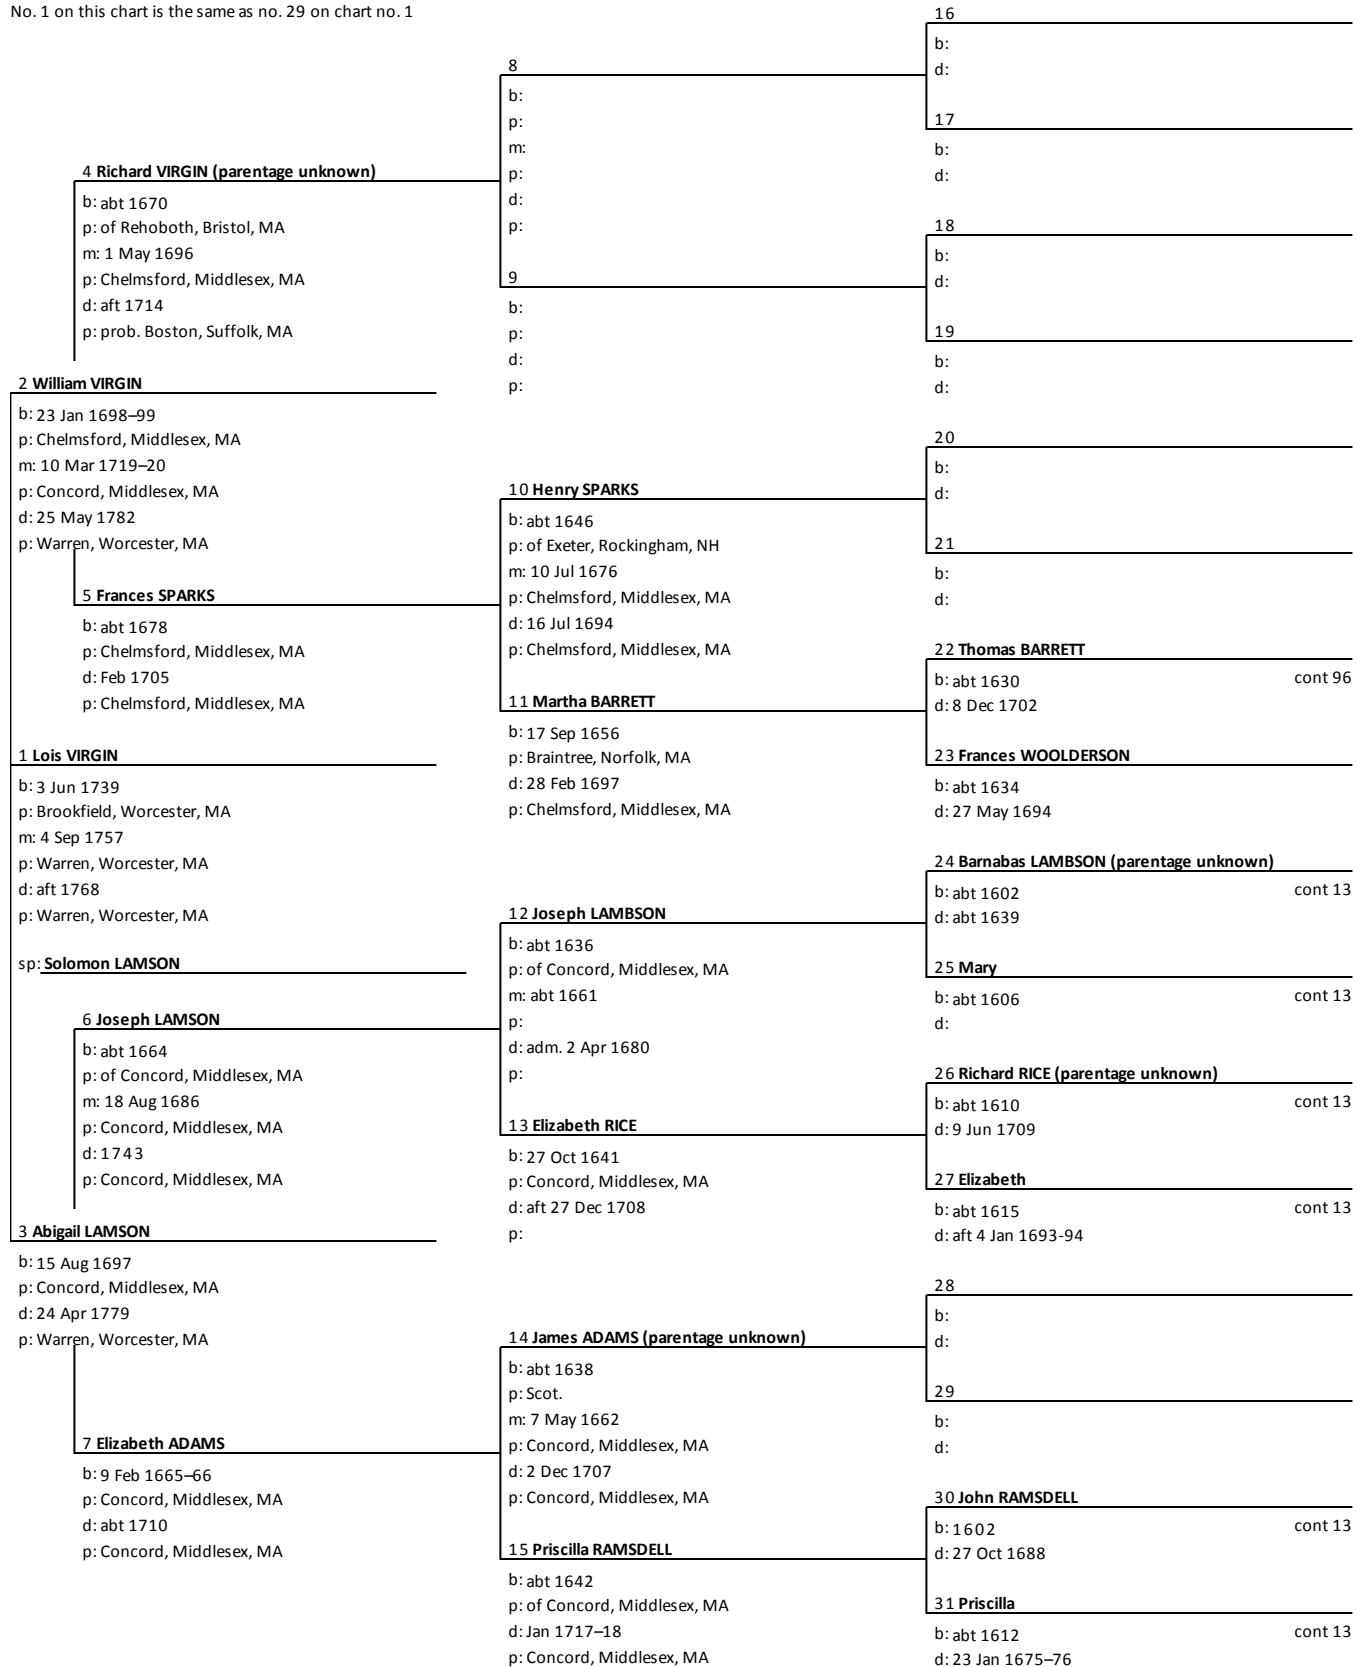 No. 1 on this chart is the same as no. 29 on chart no. 1
16
b:
d:
8
b:
p:
m:
p:
d:
p:
17
b:
d:
4 Richard VIRGIN (parentage unknown)
b: abt 1670
p: of Rehoboth, Bristol, MA
m: 1 May 1696
p: Chelmsford, Middlesex, MA
d: aft 1714
p: prob. Boston, Suffolk, MA
18
b:
d:
9
b:
p:
d:
p:
19
b:
d:
2 William VIRGIN
b: 23 Jan 1698–99
p: Chelmsford, Middlesex, MA
m: 10 Mar 1719–20
p: Concord, Middlesex, MA
d: 25 May 1782
p: Warren, Worcester, MA
20
b:
d:
10 Henry SPARKS
b: abt 1646
p: of Exeter, Rockingham, NH
m: 10 Jul 1676
p: Chelmsford, Middlesex, MA
d: 16 Jul 1694
p: Chelmsford, Middlesex, MA
21
b:
d:
5 Frances SPARKS
b: abt 1678
p: Chelmsford, Middlesex, MA
d: Feb 1705
p: Chelmsford, Middlesex, MA
22 Thomas BARRETT
b: abt 1630 cont 96
d: 8 Dec 1702
11 Martha BARRETT
b: 17 Sep 1656
p: Braintree, Norfolk, MA
d: 28 Feb 1697
p: Chelmsford, Middlesex, MA
23 Frances WOOLDERSON
b: abt 1634
d: 27 May 1694
1 Lois VIRGIN
b: 3 Jun 1739
p: Brookfield, Worcester, MA
m: 4 Sep 1757
p: Warren, Worcester, MA
d: aft 1768
p: Warren, Worcester, MA
sp: Solomon LAMSON
24 Barnabas LAMBSON (parentage unknown)
b: abt 1602 cont 13
d: abt 1639
12 Joseph LAMBSON
b: abt 1636
p: of Concord, Middlesex, MA
m: abt 1661
p:
d: adm. 2 Apr 1680
p:
25 Mary
b: abt 1606 cont 13
d:
6 Joseph LAMSON
b: abt 1664
p: of Concord, Middlesex, MA
m: 18 Aug 1686
p: Concord, Middlesex, MA
d: 1743
p: Concord, Middlesex, MA
26 Richard RICE (parentage unknown)
b: abt 1610 cont 13
d: 9 Jun 1709
13 Elizabeth RICE
b: 27 Oct 1641
p: Concord, Middlesex, MA
d: aft 27 Dec 1708
p:
27 Elizabeth
b: abt 1615 cont 13
d: aft 4 Jan 1693-94
3 Abigail LAMSON
b: 15 Aug 1697
p: Concord, Middlesex, MA
d: 24 Apr 1779
p: Warren, Worcester, MA
28
b:
d:
14 James ADAMS (parentage unknown)
b: abt 1638
p: Scot.
m: 7 May 1662
p: Concord, Middlesex, MA
d: 2 Dec 1707
p: Concord, Middlesex, MA
29
b:
d:
7 Elizabeth ADAMS
b: 9 Feb 1665–66
p: Concord, Middlesex, MA
d: abt 1710
p: Concord, Middlesex, MA
30 John RAMSDELL
b: 1602 cont 13
d: 27 Oct 1688
15 Priscilla RAMSDELL
b: abt 1642
p: of Concord, Middlesex, MA
d: Jan 1717–18
p: Concord, Middlesex, MA
31 Priscilla
b: abt 1612 cont 13
d: 23 Jan 1675–76